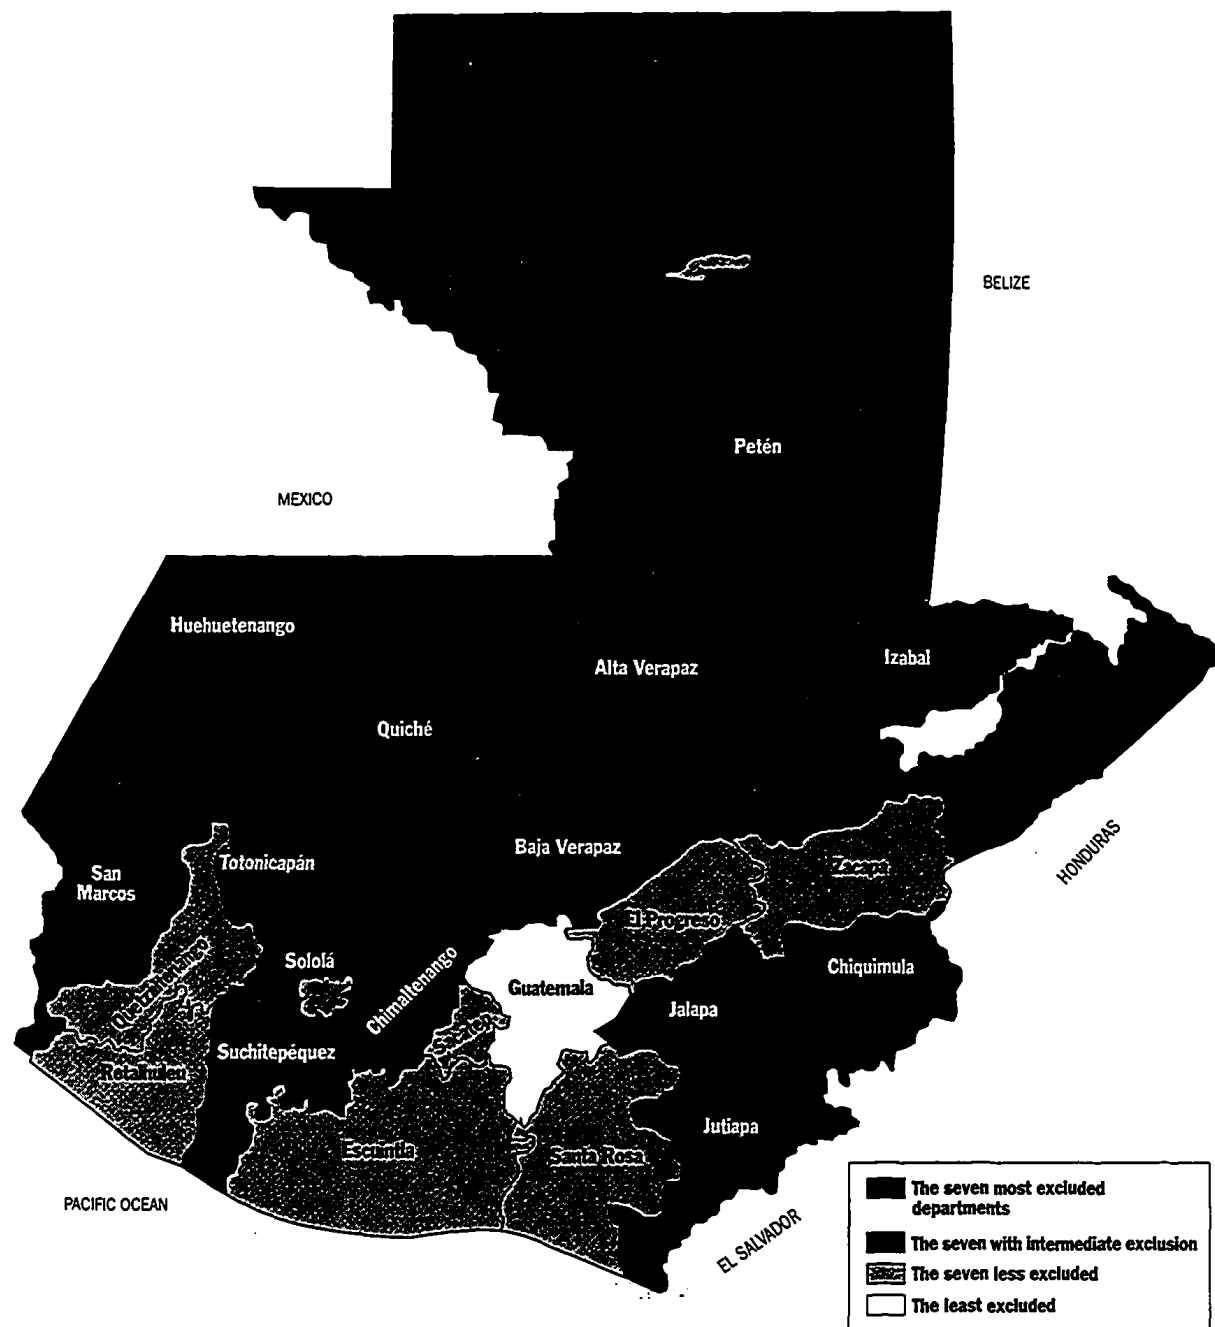 BELIZE
Petén
MEXICO
Huehuetenango
Alta Verapaz
Izabal
Quiché
HONDURAS
Baja Verapaz
Totonicapán
San
Marcos
Zacapa
El Progreso
Sololá
Chimaltenango
Guatemala
Chiquimula
Jalapa
Quetzaltenango
Suchitepéquez
Retalhuleu
Jutiapa
Escuintla
Santa Rosa
PACIFIC OCEAN
EL SALVADOR
The seven most excluded
departments
The seven with intermediate exclusion
The seven less excluded
The least excluded